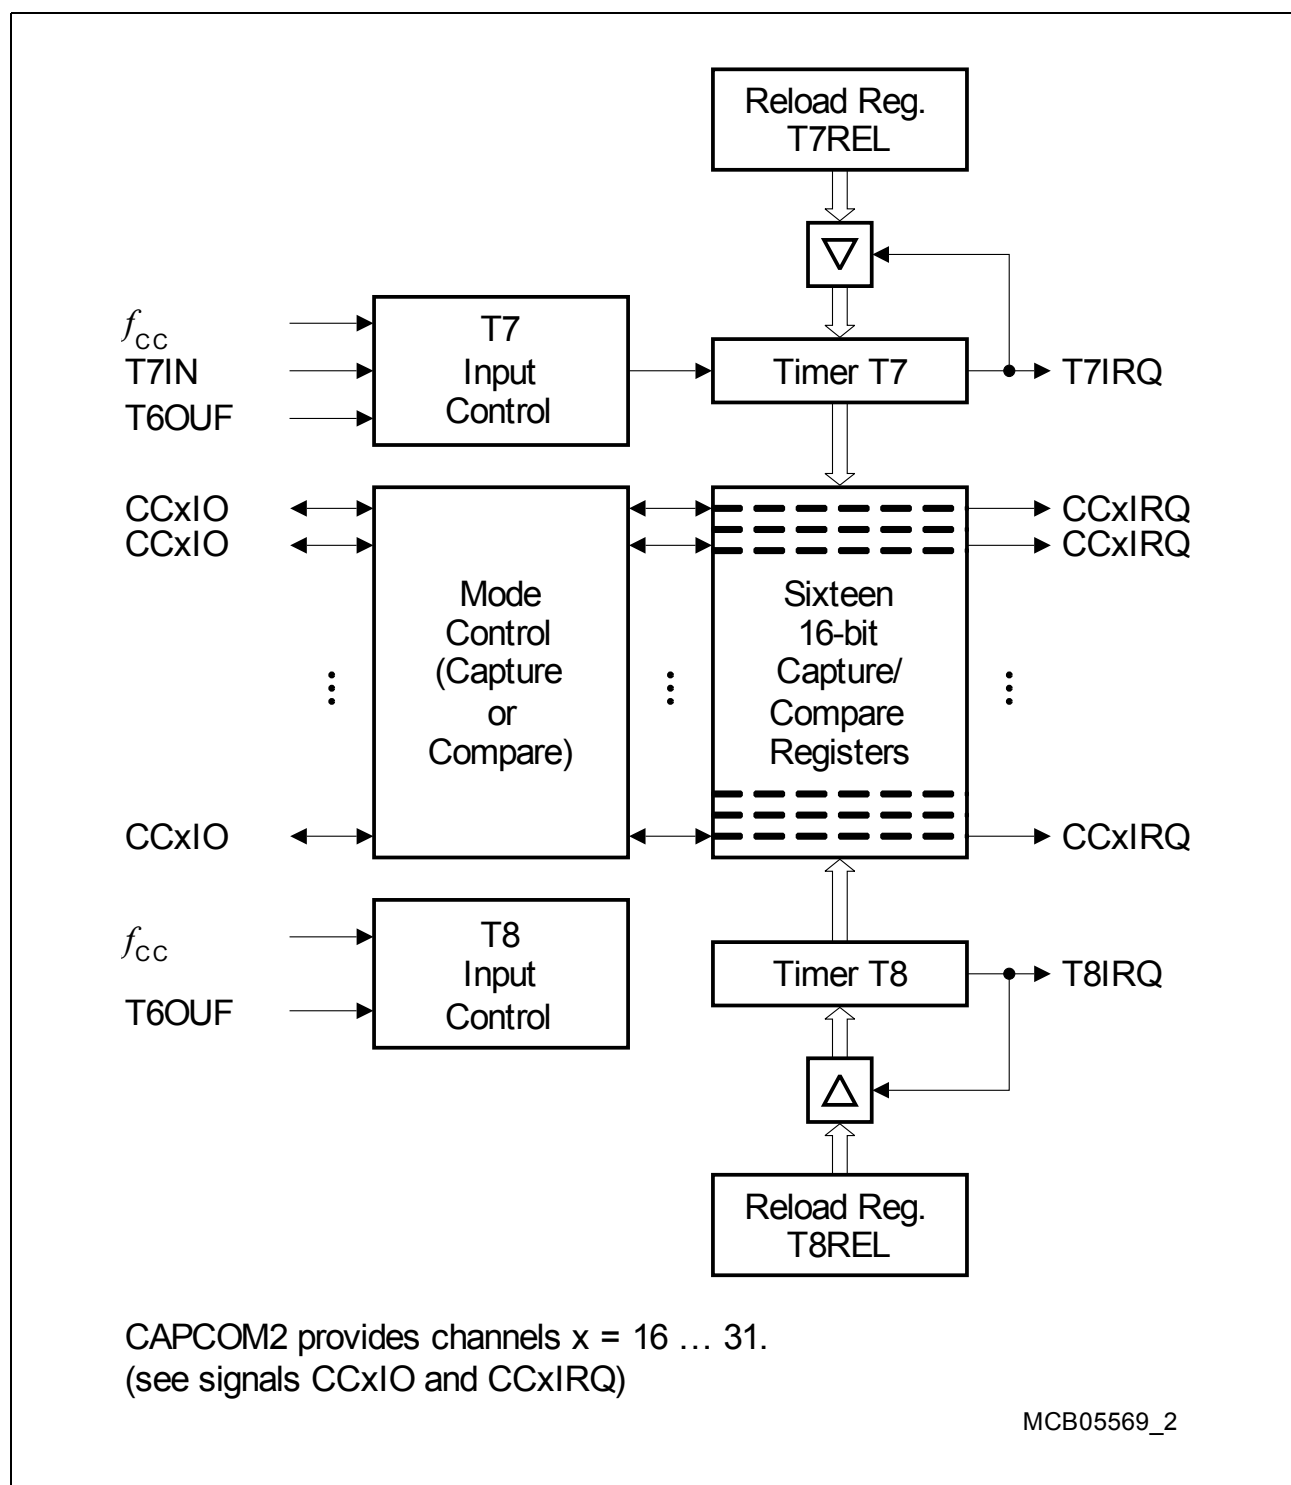 Reload Reg.
T7REL
fCC
T7IN
T6OUF
T7
Input
Control
Timer T7
T7IRQ
CCxIO
CCxIO
CCxIO
Mode
Control
(Capture
or
Compare)
Sixteen
16-bit
Capture/
Compare
Registers
CCxIRQ
CCxIRQ
CCxIRQ
fCC
T6OUF
T8
Input
Control
Timer T8
T8IRQ
Reload Reg.
T8REL
CAPCOM2 provides channels x = 16 … 31.
(see signals CCxIO and CCxIRQ)
MCB05569_2